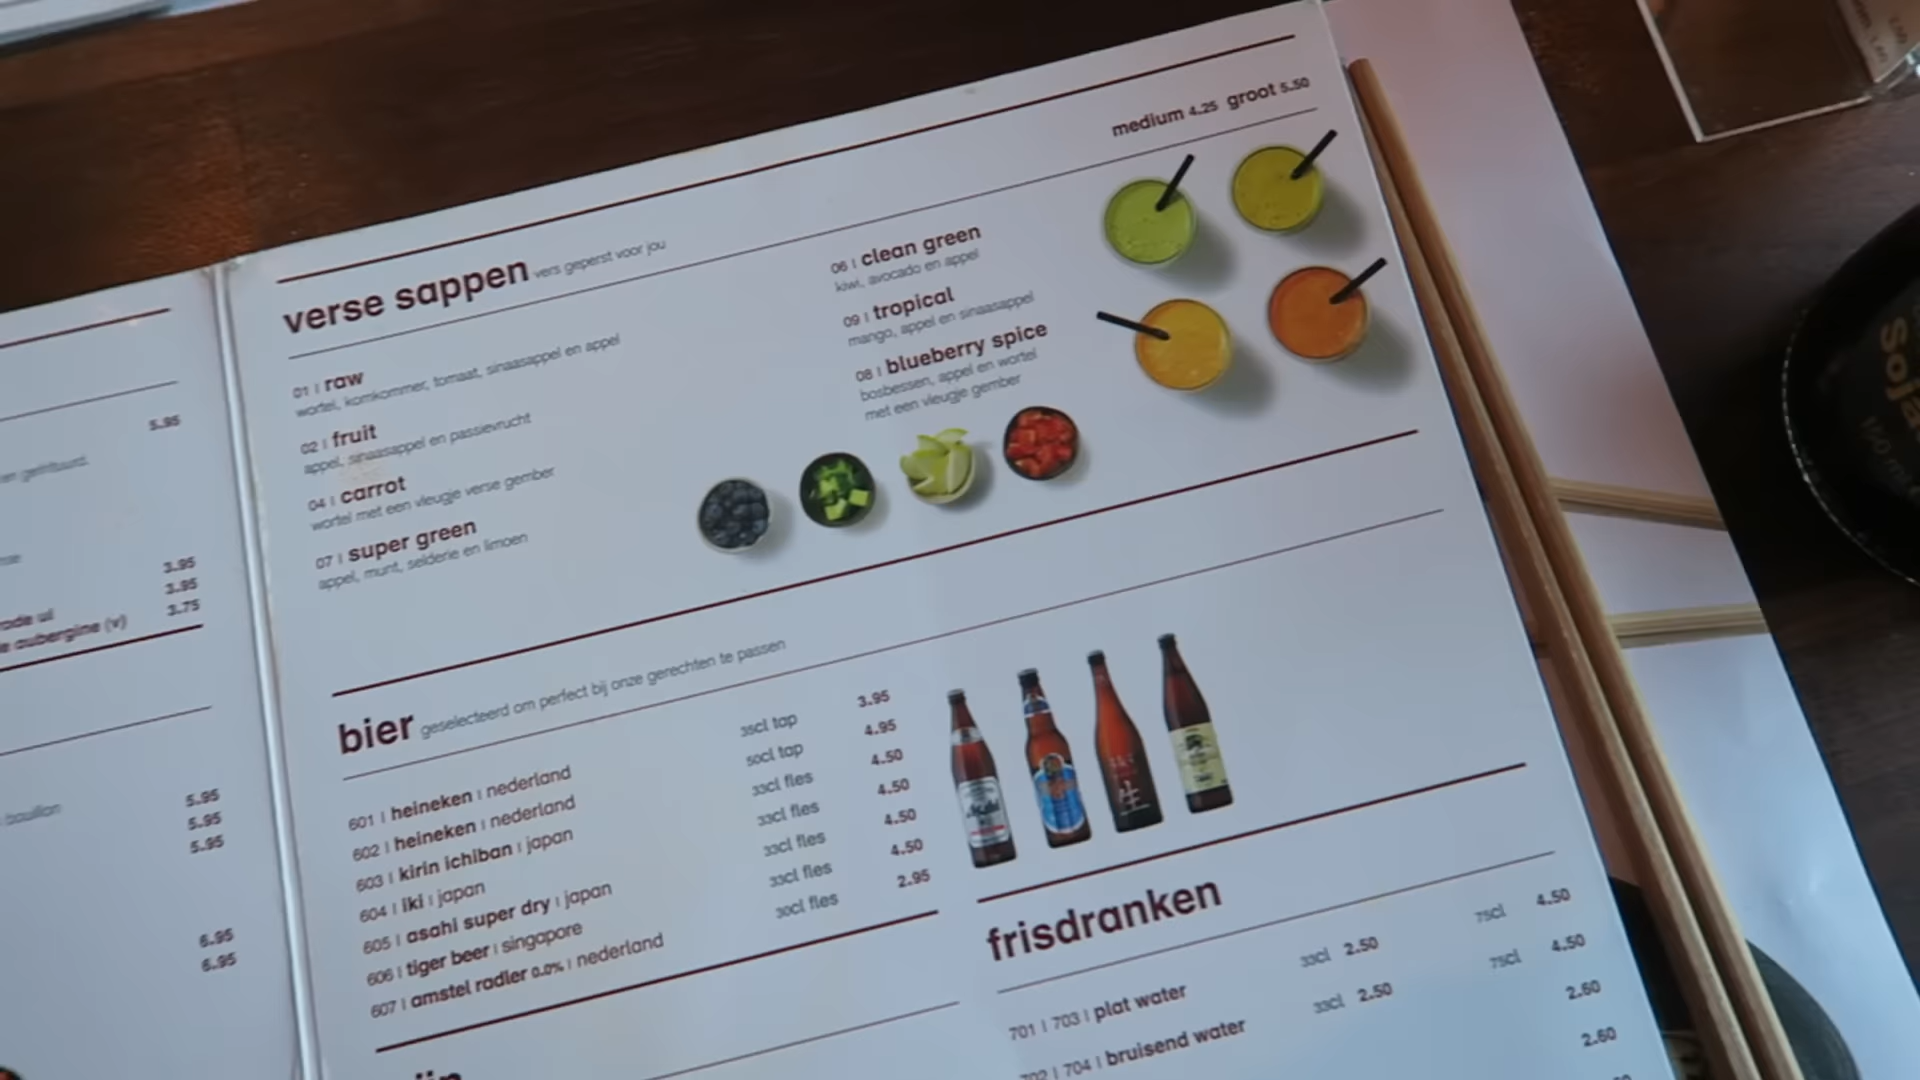 medium 4.25 groot 5.50
verse sappen vers geperst voor jou
01 | raw
wortel, komkommer, tomaat, sinaasappel en appel
02 | fruit
appel, sinaasappel en passievrucht
04 | carrot
wortel met een vleugje verse gember
07 | super green
appel, munt, selderie en limoen
06 | clean green
kiwi, avocado en appel
09 | tropical
mango, appel en sinaasappel
08 | blueberry spice
bosbessen, appel en wortel
met een vleugje gember
bier geselecteerd om perfect bij onze gerechten te passen
601 | heineken | nederland 35cl tap 3.95
602 | heineken | nederland 50cl tap 4.95
603 | kirin ichiban | japan 33cl fles 4.50
604 | iki | japan 33cl fles 4.50
605 | asahi super dry | japan 33cl fles 4.50
606 | tiger beer | singapore 33cl fles 4.50
607 | amstel radler 0.0% | nederland 30cl fles 2.95
frisdranken
701 | 703 | plat water 33cl 2.50 75cl 4.50
702 | 704 | bruisend water 33cl 2.50 75cl 4.50
2.60
2.60
5.95
3.95
ui 3.95
aubergine (v) 3.75
bouillon 5.95
5.95
5.95
6.95
6.95